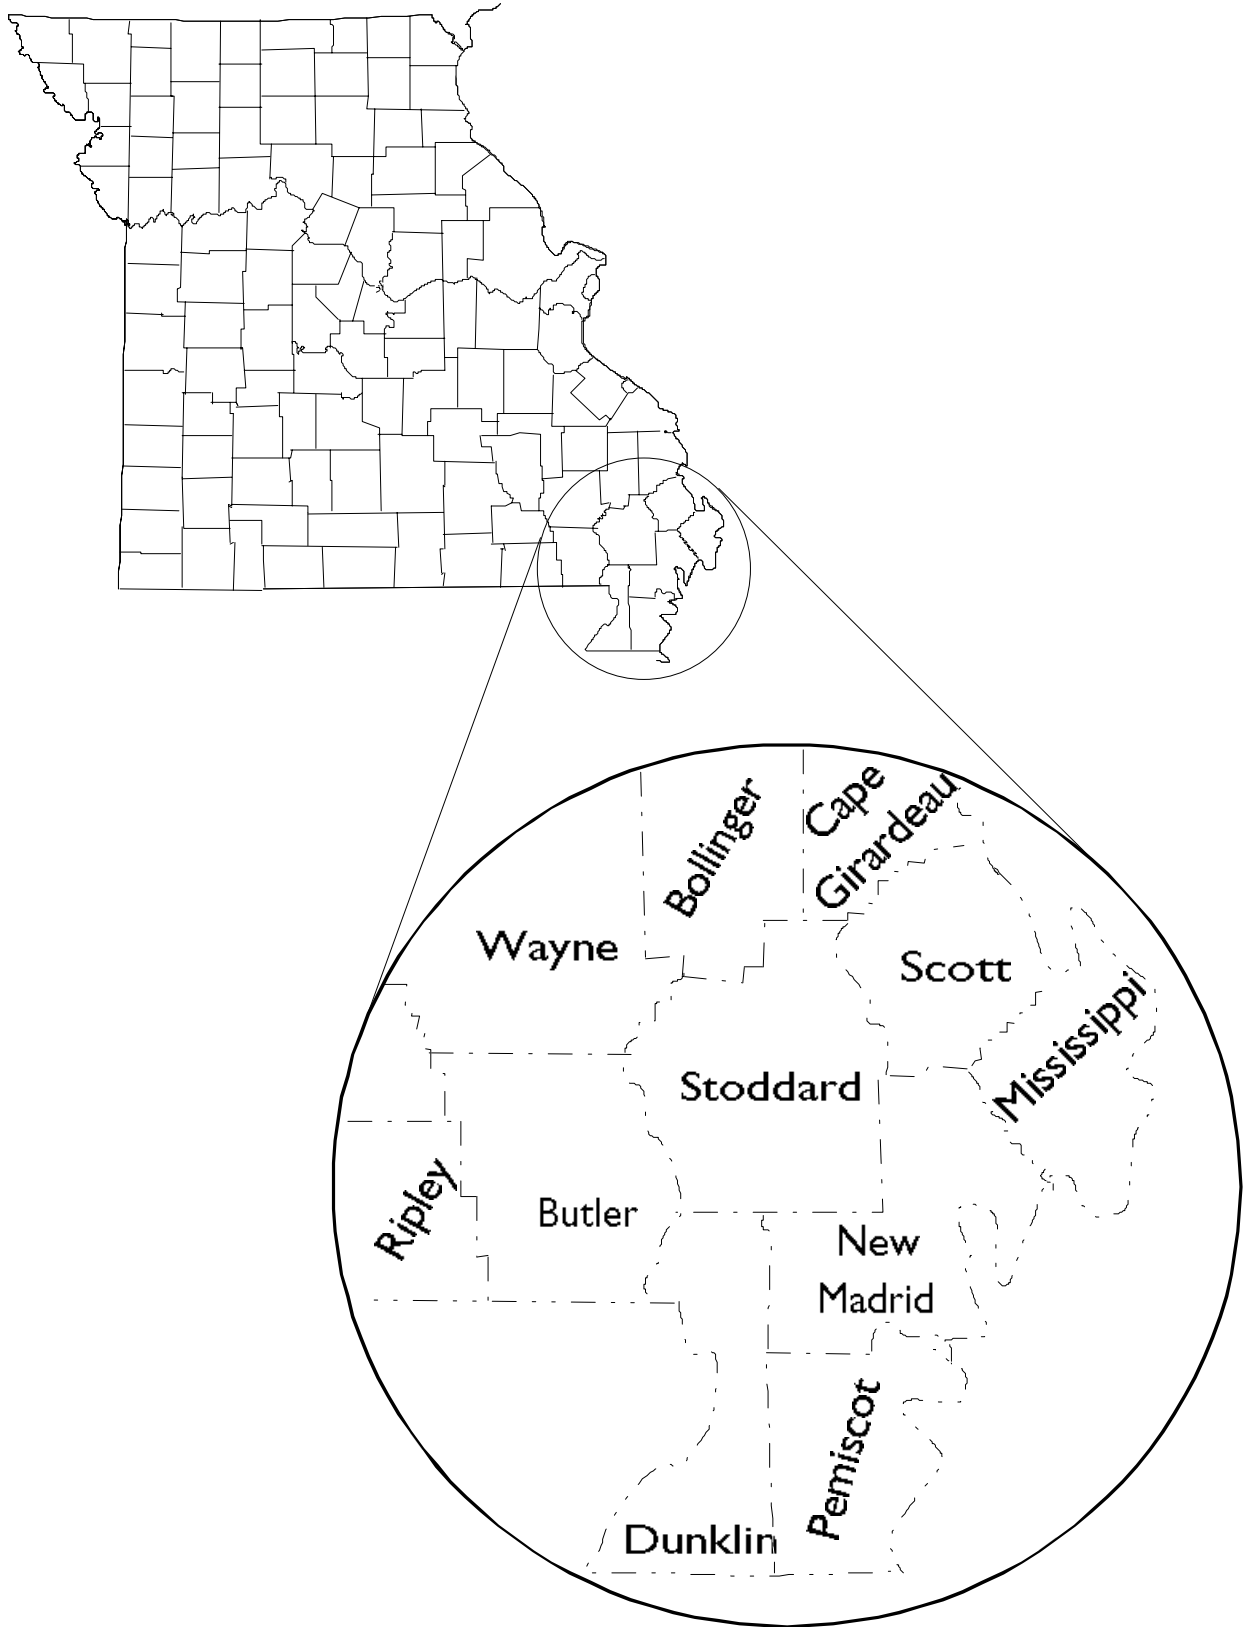 Bollinger
Cape
Girardeau
Wayne
Scott
Mississippi
Stoddard
Ripley
Butler
New
Madrid
Pemiscot
Dunklin